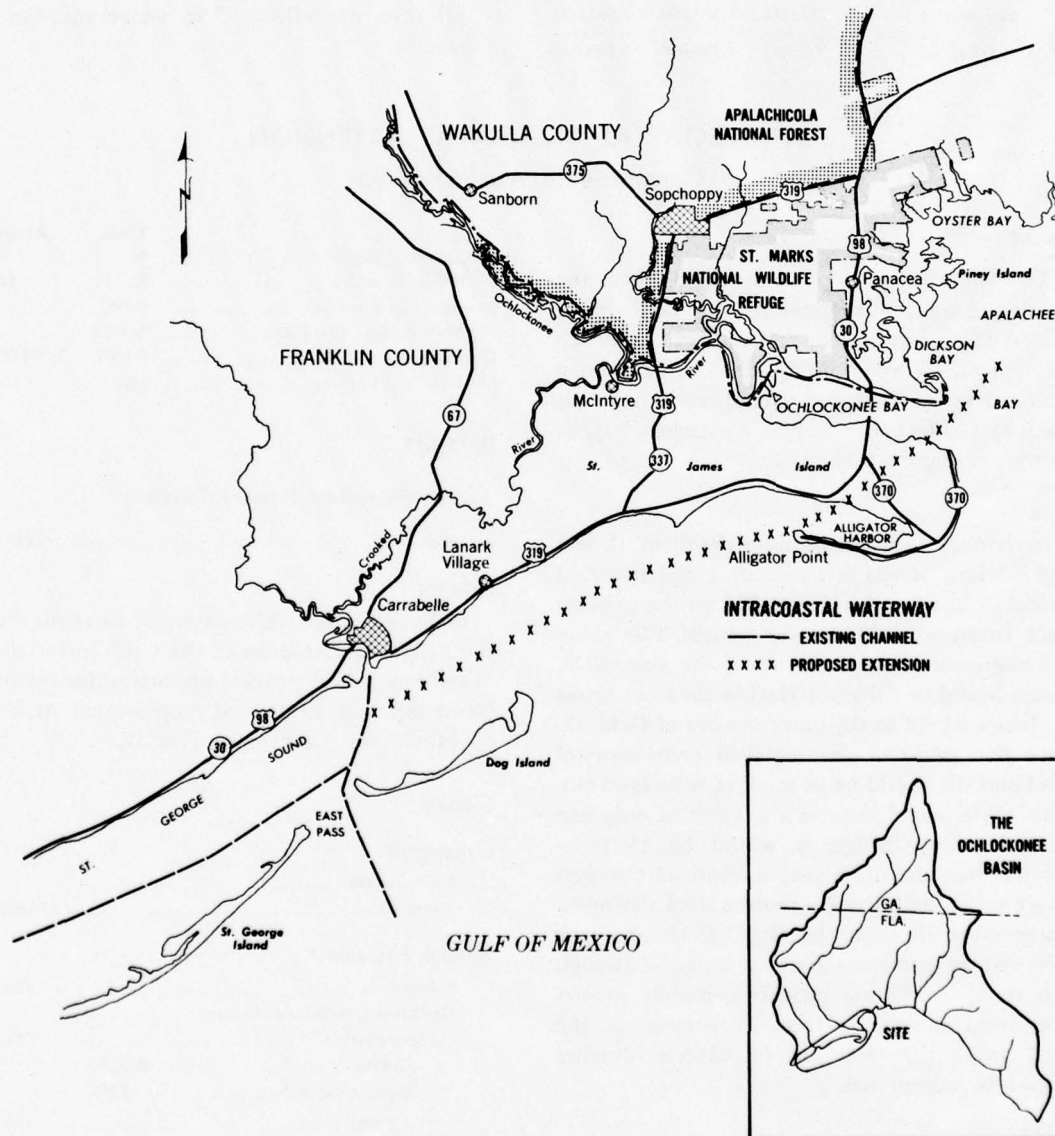 WAKULLA COUNTY
APALACHICOLA
NATIONAL FOREST
N
375
Sanborn
Sopchoppy
319
OYSTER BAY
98
ST. MARKS
NATIONAL WILDLIFE
REFUGE
Panacea
Piney Island
APALACHEE
30
Ochlockonee
FRANKLIN COUNTY
DICKSON
BAY
River
McIntyre
OCHLOCKONEE BAY
BAY
67
319
River
337
St. James Island
370
370
Crooked
Lanark
Village
319
ALLIGATOR
HARBOR
Alligator Point
Carrabelle
INTRACOASTAL WATERWAY
EXISTING CHANNEL
x x x x PROPOSED EXTENSION
98
30
SOUND
Dog Island
GEORGE
EAST
PASS
ST.
THE
OCHLOCKONEE
BASIN
GA.
FLA.
St. George
Island
GULF OF MEXICO
SITE